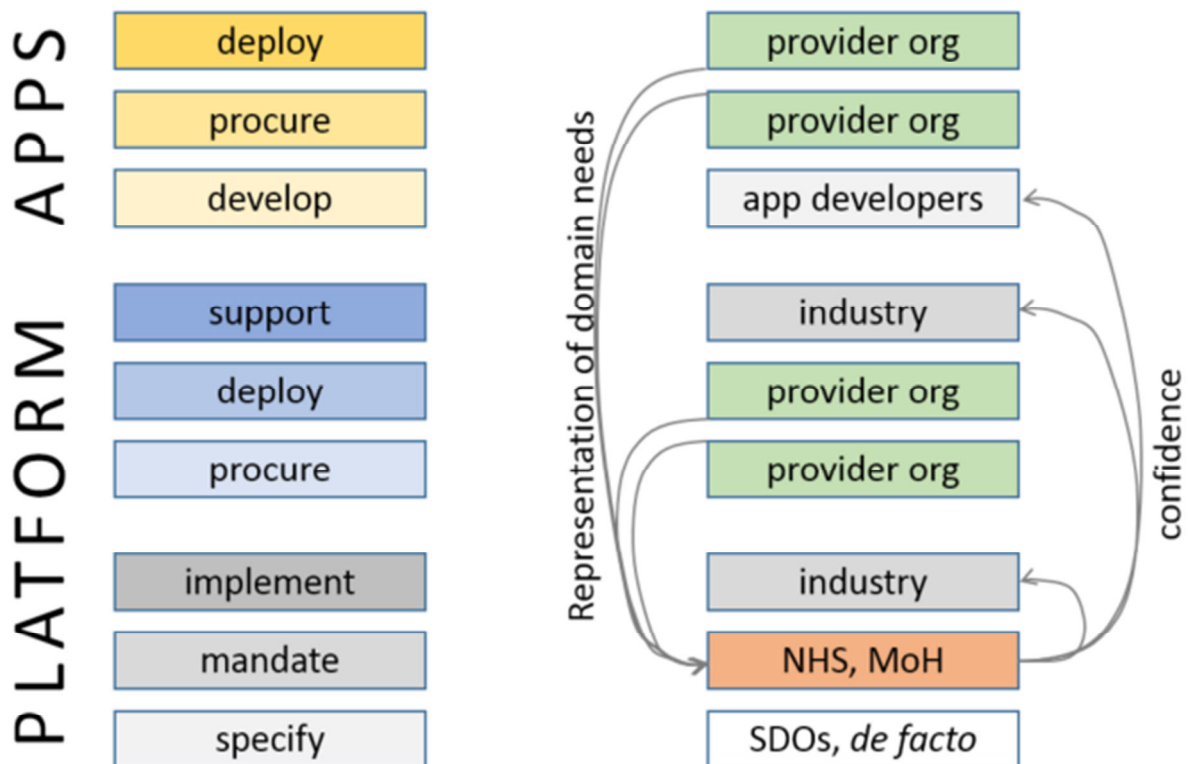 APPS
deploy
procure
develop
PLATFORM
support
deploy
procure
implement
mandate
specify
Representation of domain needs
provider org
provider org
app developers
industry
provider org
provider org
industry
NHS, MoH
SDOs, de facto
confidence